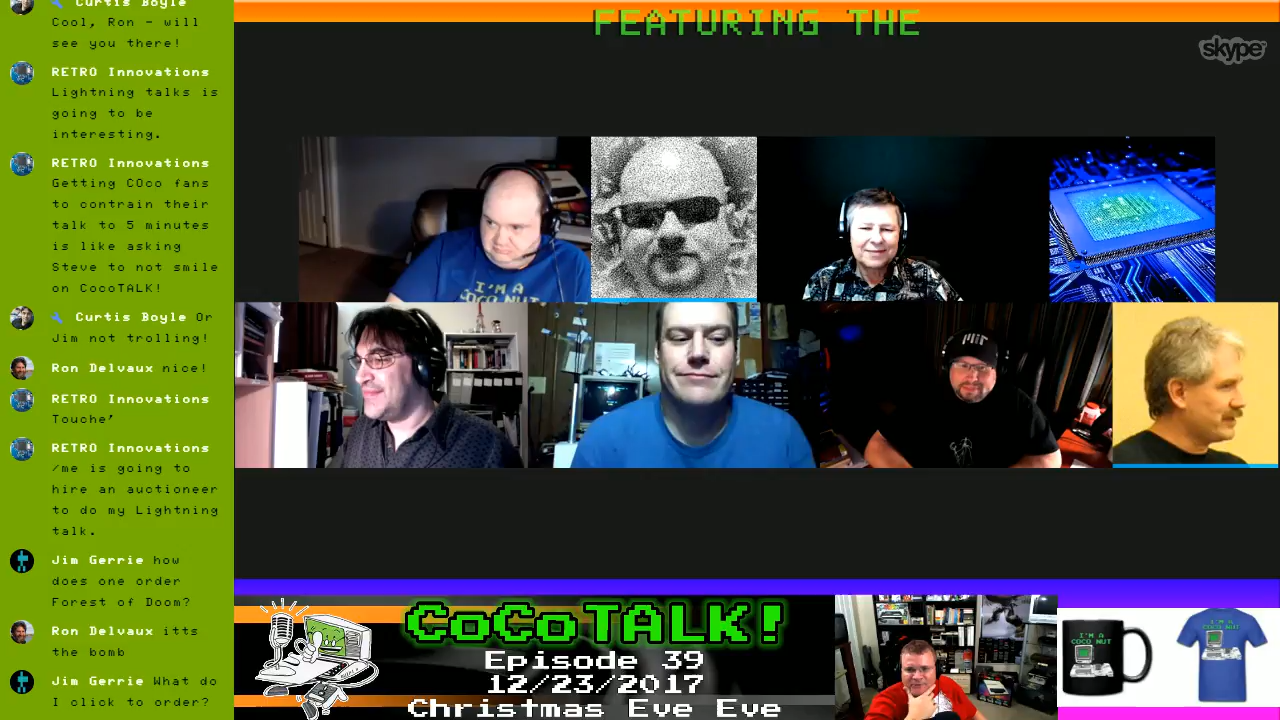 Curtis Boyle
Cool, Ron - will
see you there!
RETRO Innovations
Lightning talks is
going to be
interesting.
RETRO Innovations
Getting COco fans
to contrain their
talk to 5 minutes
is like asking
Steve to not smile
on CocoTALK!
Curtis Boyle Or
Jim not trolling!
Ron Delvaux nice!
RETRO Innovations
Touche'
RETRO Innovations
/me is going to
hire an auctioneer
to do my Lightning
talk.
Jim Gerrie how
does one order
Forest of Doom?
Ron Delvaux itts
the bomb
Jim Gerrie What do
I click to order?
FEATURING THE
skype
I'M A
COCO NUT
MIT
CoCoTALK!
Episode 39
12/23/2017
Christmas Eve Eve
I'M A
COCO NUT
I'M A
COCO NUT